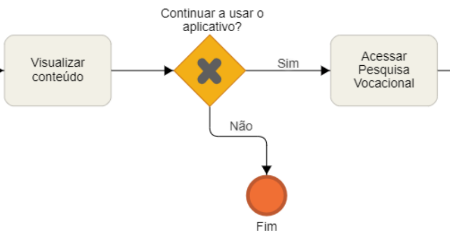 Continuar a usar o
aplicativo?
Visualizar
conteúdo
Sim
Acessar
Pesquisa
Vocacional
Não
Fim